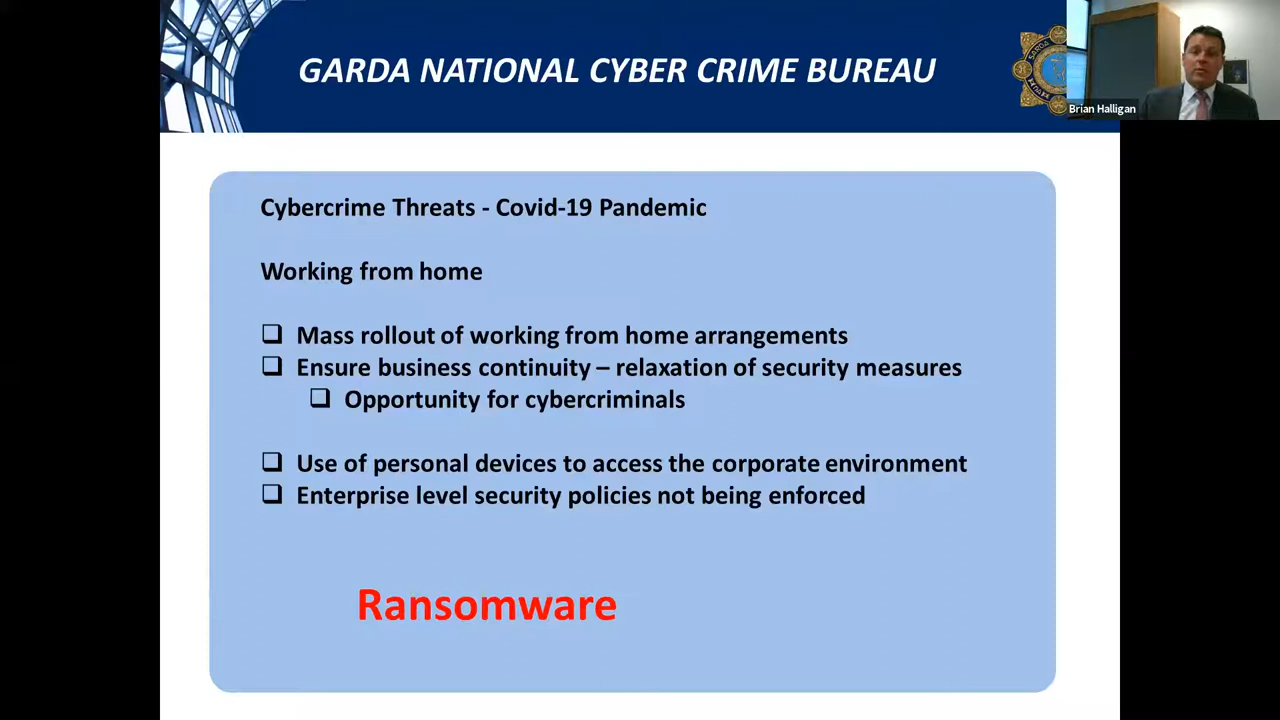 GARDA NATIONAL CYBER CRIME BUREAU
Brian Halligan
Cybercrime Threats - Covid-19 Pandemic
Working from home
❑ Mass rollout of working from home arrangements
❑ Ensure business continuity – relaxation of security measures
❑ Opportunity for cybercriminals
❑ Use of personal devices to access the corporate environment
❑ Enterprise level security policies not being enforced
Ransomware